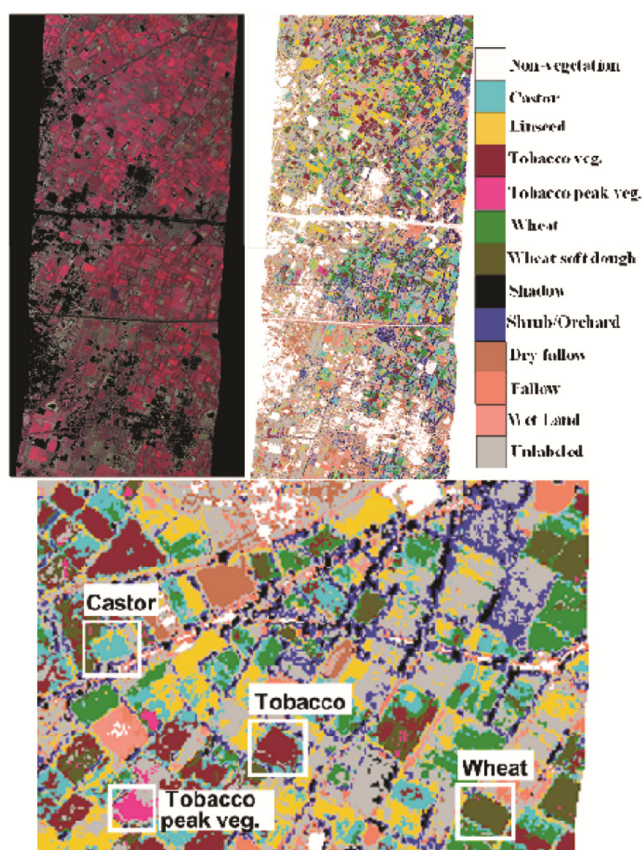 Non-vegetation
Castor
Linseed
Tobacco veg.
Tobacco peak veg.
Wheat
Wheat soft dough
Shadow
Shrub/Orchard
Dry fallow
Fallow
Wet Land
Unlabeled
Castor
Tobacco
Wheat
Tobacco
peak veg.